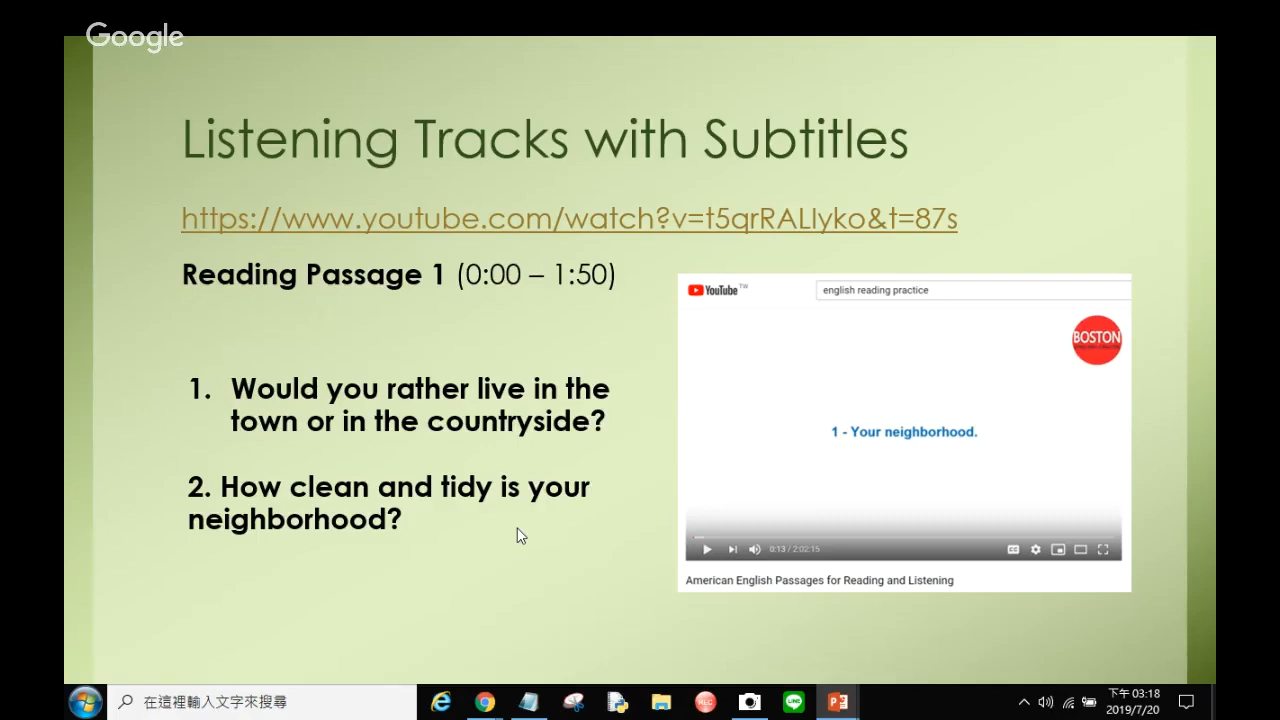 Google
Listening Tracks with Subtitles
https://www.youtube.com/watch?v=t5qrRALIyko&t=87s
Reading Passage 1 (0:00 – 1:50)
1. Would you rather live in the
town or in the countryside?
2. How clean and tidy is your
neighborhood?
YouTube TW
english reading practice
BOSTON
1 - Your neighborhood.
0:13 / 2:02:15
American English Passages for Reading and Listening
在這裡輸入文字來搜尋
REC
下午 03:18
2019/7/20